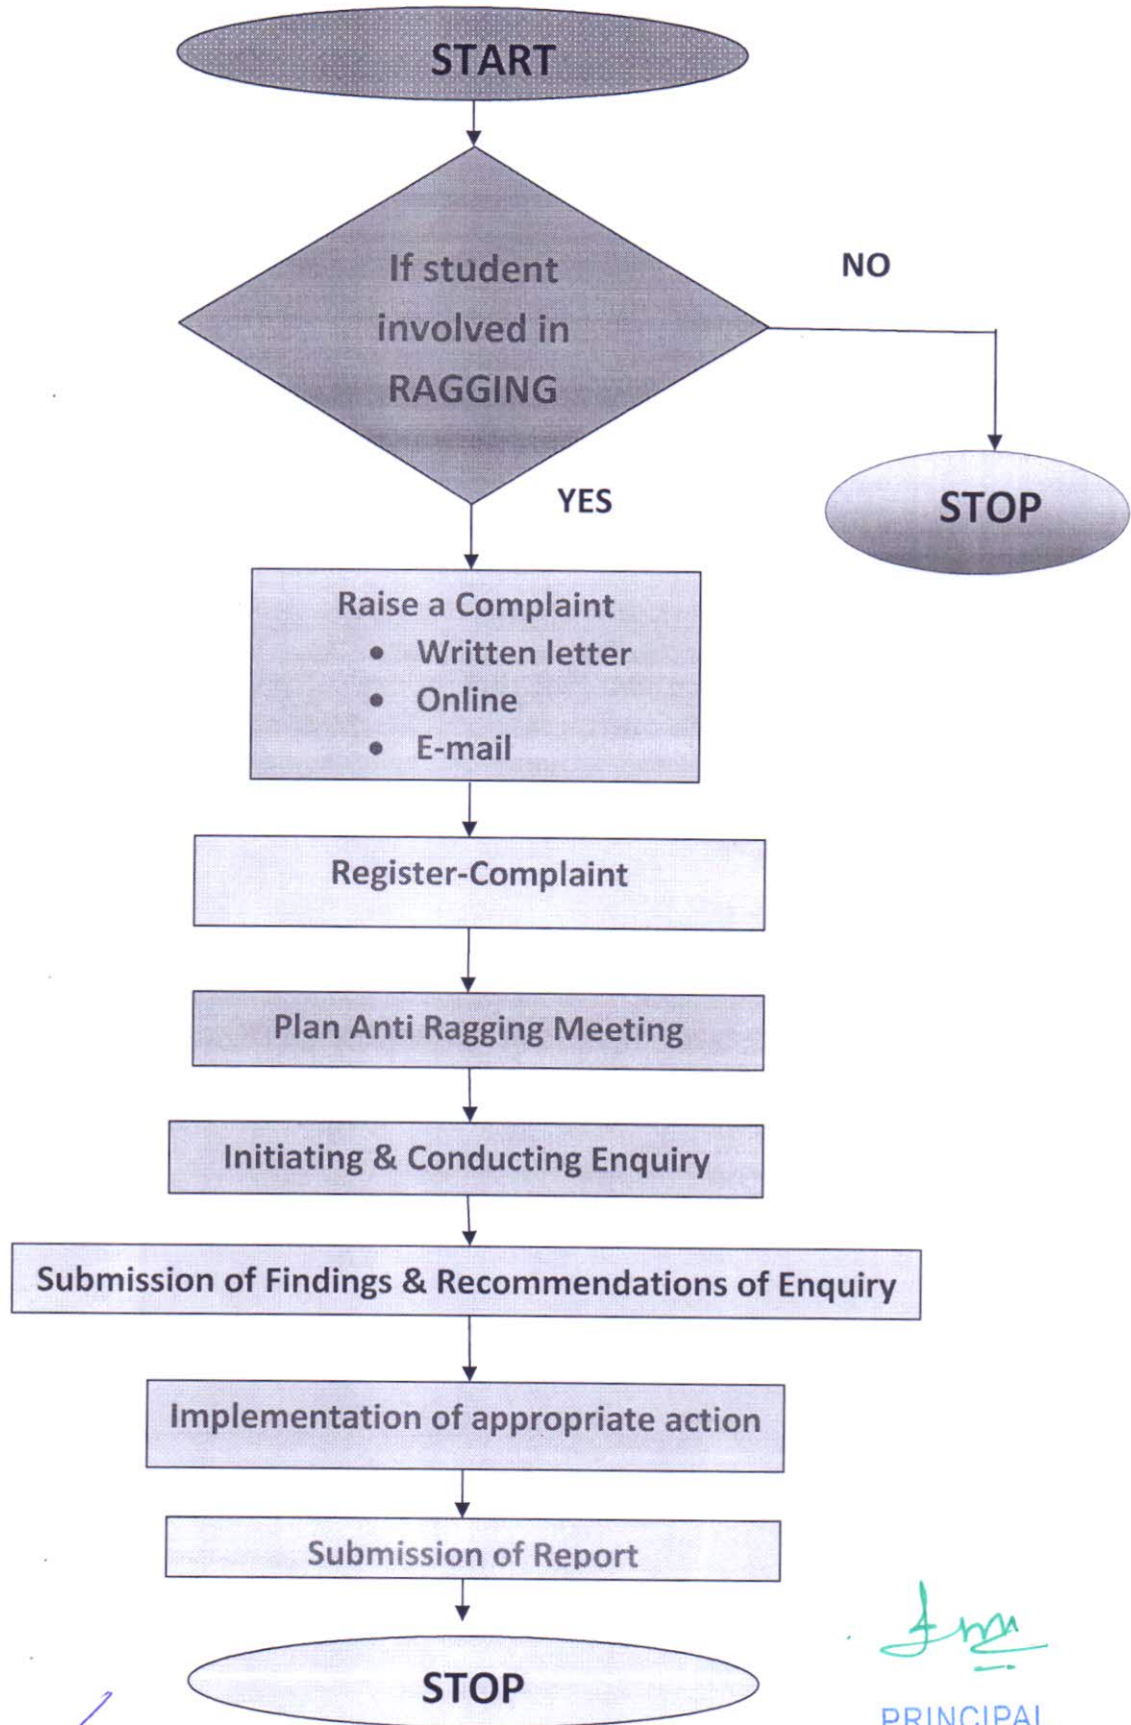 START
If student
involved in
RAGGING
NO
YES
STOP
Raise a Complaint
• Written letter
• Online
• E-mail
Register-Complaint
Plan Anti Ragging Meeting
Initiating & Conducting Enquiry
Submission of Findings & Recommendations of Enquiry
Implementation of appropriate action
Submission of Report
STOP
PRINCIPAL